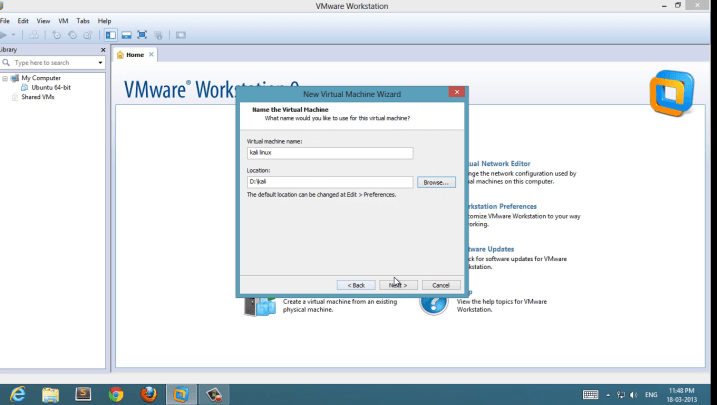 VMware Workstation
File Edit View VM Tabs Help
Library
Type here to search
My Computer
Ubuntu 64-bit
Shared VMs
Home
VMware® Workstation 9
New Virtual Machine Wizard
Name the Virtual Machine
What name would you like to use for this virtual machine?
Virtual machine name:
kali linux
Location:
D:\kali
Browse...
The default location can be changed at Edit > Preferences.
< Back Next > Cancel
ual Network Editor
nge the network configuration used by
al machines on this computer.
rkstation Preferences
tomize VMware Workstation to your way
orking.
ware Updates
ck for software updates for VMware
kstation.
p
View the help topics for VMware
Workstation.
Create a virtual machine from an existing
physical machine.
ENG
11:48 PM
18-03-2013